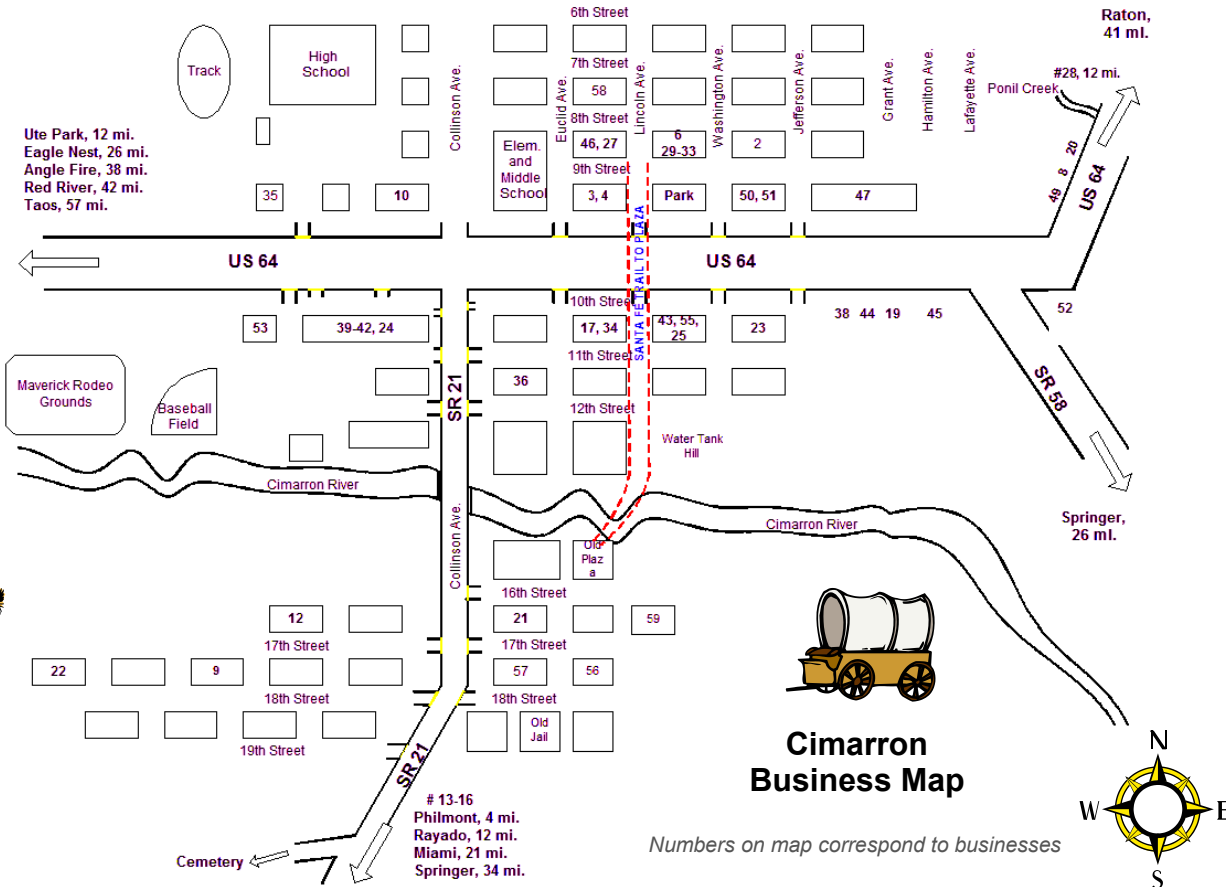 6th Street
Raton,
41 mI.
Track
High
School
Collinson Ave.
Euclid Ave.
7th Street
Lincoln Ave.
Washington Ave.
Jefferson Ave.
Grant Ave.
Hamilton Ave.
Lafayette Ave.
#28, 12 mi.
Ponil Creek
58
8th Street
Ute Park, 12 mi.
Eagle Nest, 26 mi.
Angle Fire, 38 mi.
Red River, 42 mi.
Taos, 57 mi.
Elem.
and
Middle
School
46, 27
6
29-33
2
20
8
49
US 64
9th Street
35
10
3, 4
Park
50, 51
47
SANTA FE TRAIL TO PLAZA
US 64
US 64
10th Street
53
39-42, 24
17, 34
43, 55,
25
23
38
44
19
45
52
11th Street
Maverick Rodeo
Grounds
Baseball
Field
SR 21
36
12th Street
SR 58
Water Tank
Hill
Cimarron River
Cimarron River
Springer,
26 mI.
Collinson Ave.
Old
Plaz
a
16th Street
12
21
59
17th Street
17th Street
22
9
57
56
18th Street
18th Street
Old
Jail
19th Street
SR 21
# 13-16
Philmont, 4 mi.
Rayado, 12 mi.
Miami, 21 mi.
Springer, 34 mi.
Cemetery
Cimarron
Business Map
Numbers on map correspond to businesses
N
W
E
S